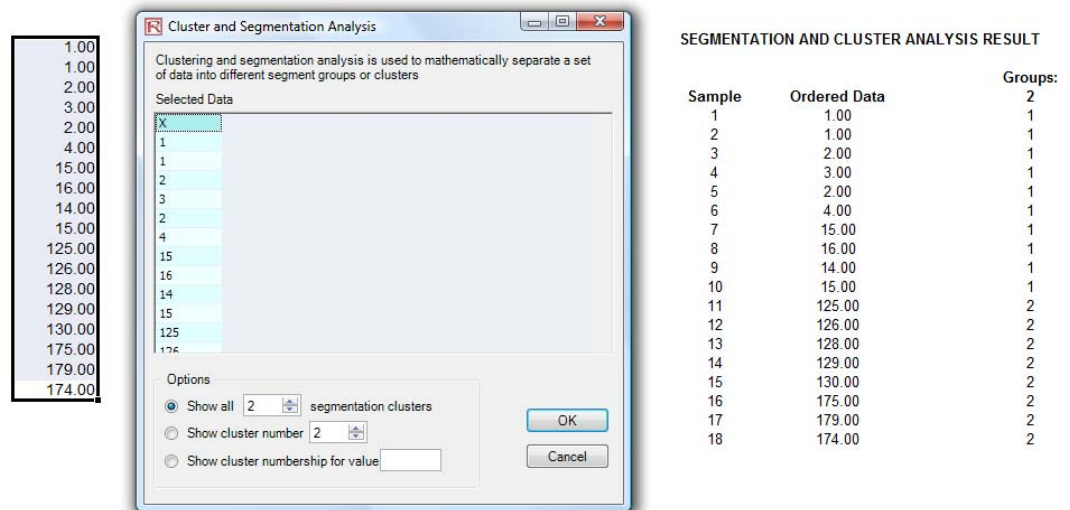 1.00
1.00
2.00
3.00
2.00
4.00
15.00
16.00
14.00
15.00
125.00
126.00
128.00
129.00
130.00
175.00
179.00
174.00
Cluster and Segmentation Analysis
Clustering and segmentation analysis is used to mathematically separate a set
of data into different segment groups or clusters
Selected Data
X
1
1
2
3
2
4
15
16
14
15
125
126
Options
Show all 2 segmentation clusters
Show cluster number 2
Show cluster numbership for value
OK
Cancel
SEGMENTATION AND CLUSTER ANALYSIS RESULT
Groups:
Sample Ordered Data 2
1 1.00 1
2 1.00 1
3 2.00 1
4 3.00 1
5 2.00 1
6 4.00 1
7 15.00 1
8 16.00 1
9 14.00 1
10 15.00 1
11 125.00 2
12 126.00 2
13 128.00 2
14 129.00 2
15 130.00 2
16 175.00 2
17 179.00 2
18 174.00 2